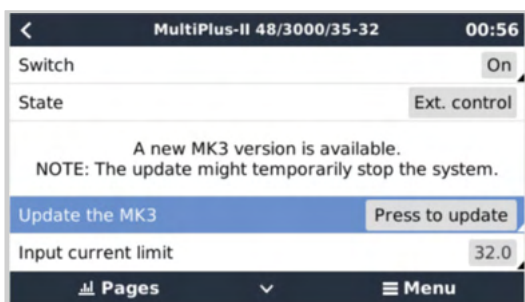 MultiPlus-II 48/3000/35-32 00:56
Switch On
State Ext. control
A new MK3 version is available.
NOTE: The update might temporarily stop the system.
Update the MK3 Press to update
Input current limit 32.0
Pages Menu